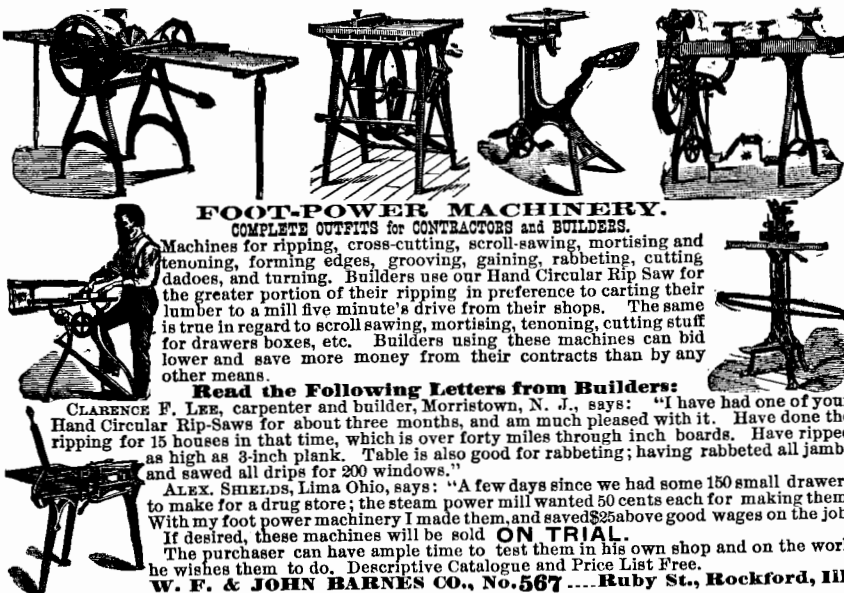 FOOT-POWER MACHINERY.
COMPLETE OUTFITS for CONTRACTORS and BUILDERS.
Machines for ripping, cross-cutting, scroll-sawing, mortising and
tenoning, forming edges, grooving, gaining, rabbeting, cutting
dadoes, and turning. Builders use our Hand Circular Rip Saw for
the greater portion of their ripping in preference to carting their
lumber to a mill five minute's drive from their shops. The same
is true in regard to scroll sawing, mortising, tenoning, cutting stuff
for drawers boxes, etc. Builders using these machines can bid
lower and save more money from their contracts than by any
other means.
Read the Following Letters from Builders:
CLARENCE F. LEE, carpenter and builder, Morristown, N. J., says: "I have had one of your
Hand Circular Rip-Saws for about three months, and am much pleased with it. Have done the
ripping for 15 houses in that time, which is over forty miles through inch boards. Have ripped
as high as 3-inch plank. Table is also good for rabbeting; having rabbeted all jamb
and sawed all drips for 200 windows."
ALEX. SHIELDS, Lima Ohio, says: "A few days since we had some 150 small drawer
to make for a drug store; the steam power mill wanted 50 cents each for making them
With my foot power machinery I made them, and saved $25 above good wages on the job
If desired, these machines will be sold ON TRIAL.
The purchaser can have ample time to test them in his own shop and on the work
he wishes them to do. Descriptive Catalogue and Price List Free.
W. F. & JOHN BARNES CO., No. 567 .... Ruby St., Rockford, Ill